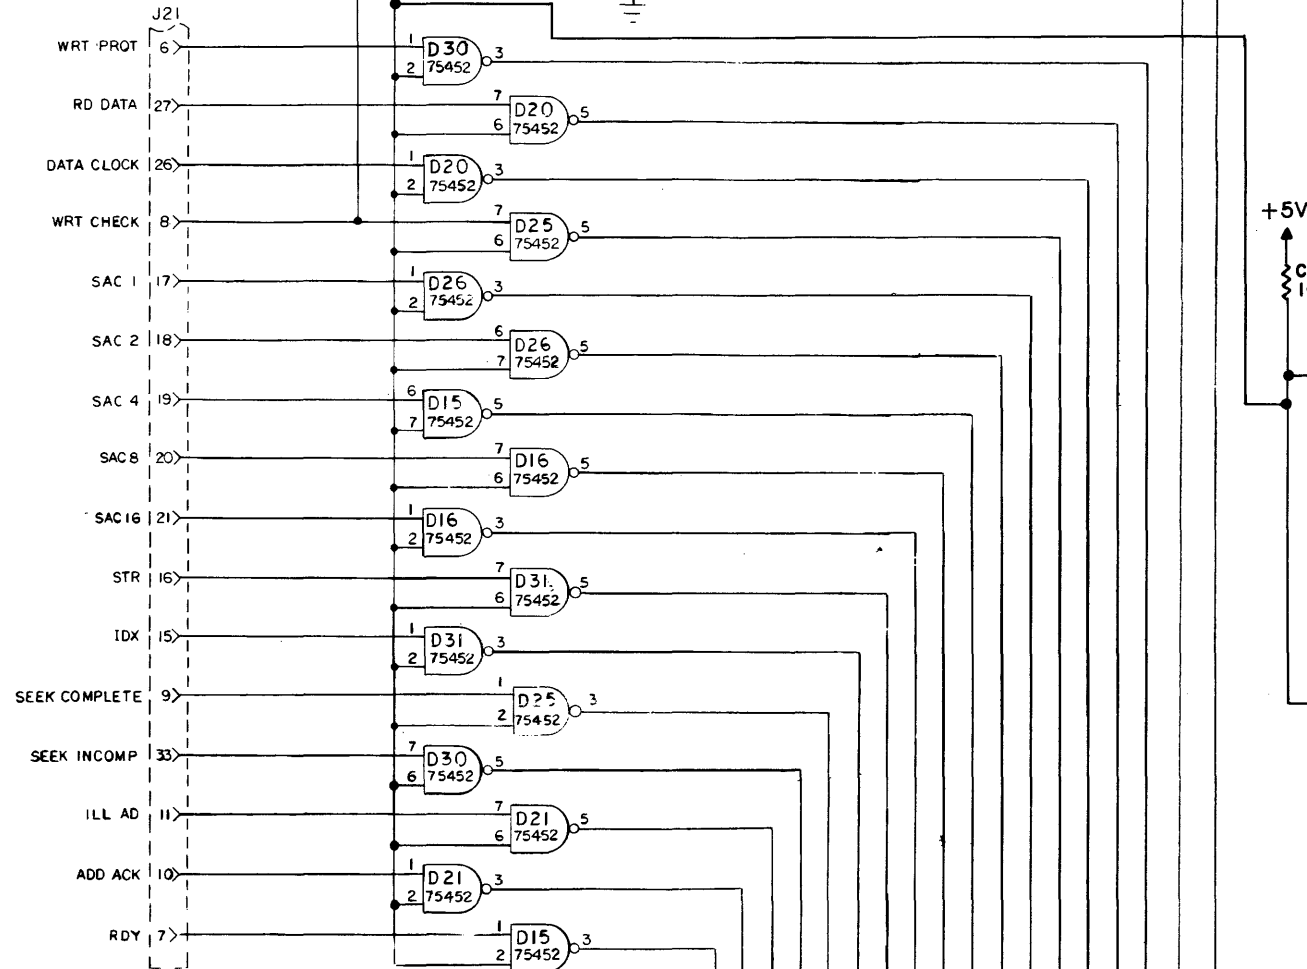 J21
WRT PROT 6 1 D30 3
2 75452
RD DATA 27 7 D20 5
6 75452
DATA CLOCK 26 1 D20 3
2 75452
WRT CHECK 8 7 D25 5
6 75452
+5V
SAC 1 17 1 D26 3
2 75452
SAC 2 18 6 D26 5
7 75452
SAC 4 19 6 D15 5
7 75452
SAC8 20 7 D16 5
6 75452
SAC16 21 1 D16 3
2 75452
STR 16 7 D31 5
6 75452
IDX 15 1 D31 3
2 75452
SEEK COMPLETE 9 1 D25 3
2 75452
SEEK INCOMP 33 7 D30 5
6 75452
ILL AD 11 7 D21 5
6 75452
ADD ACK 10 1 D21 3
2 75452
RDY 7 1 D15 3
2 75452